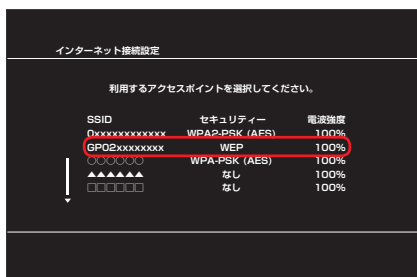 インターネット接続設定
利用するアクセスポイントを選択してください。
SSID セキュリティー 電波強度
0xxxxxxxxxxxx WPA2-PSK (AES) 100%
GP02xxxxxxxx WEP 100%
○○○○○○ WPA-PSK (AES) 100%
▲▲▲▲▲▲ なし 100%
□□□□□□ なし 100%